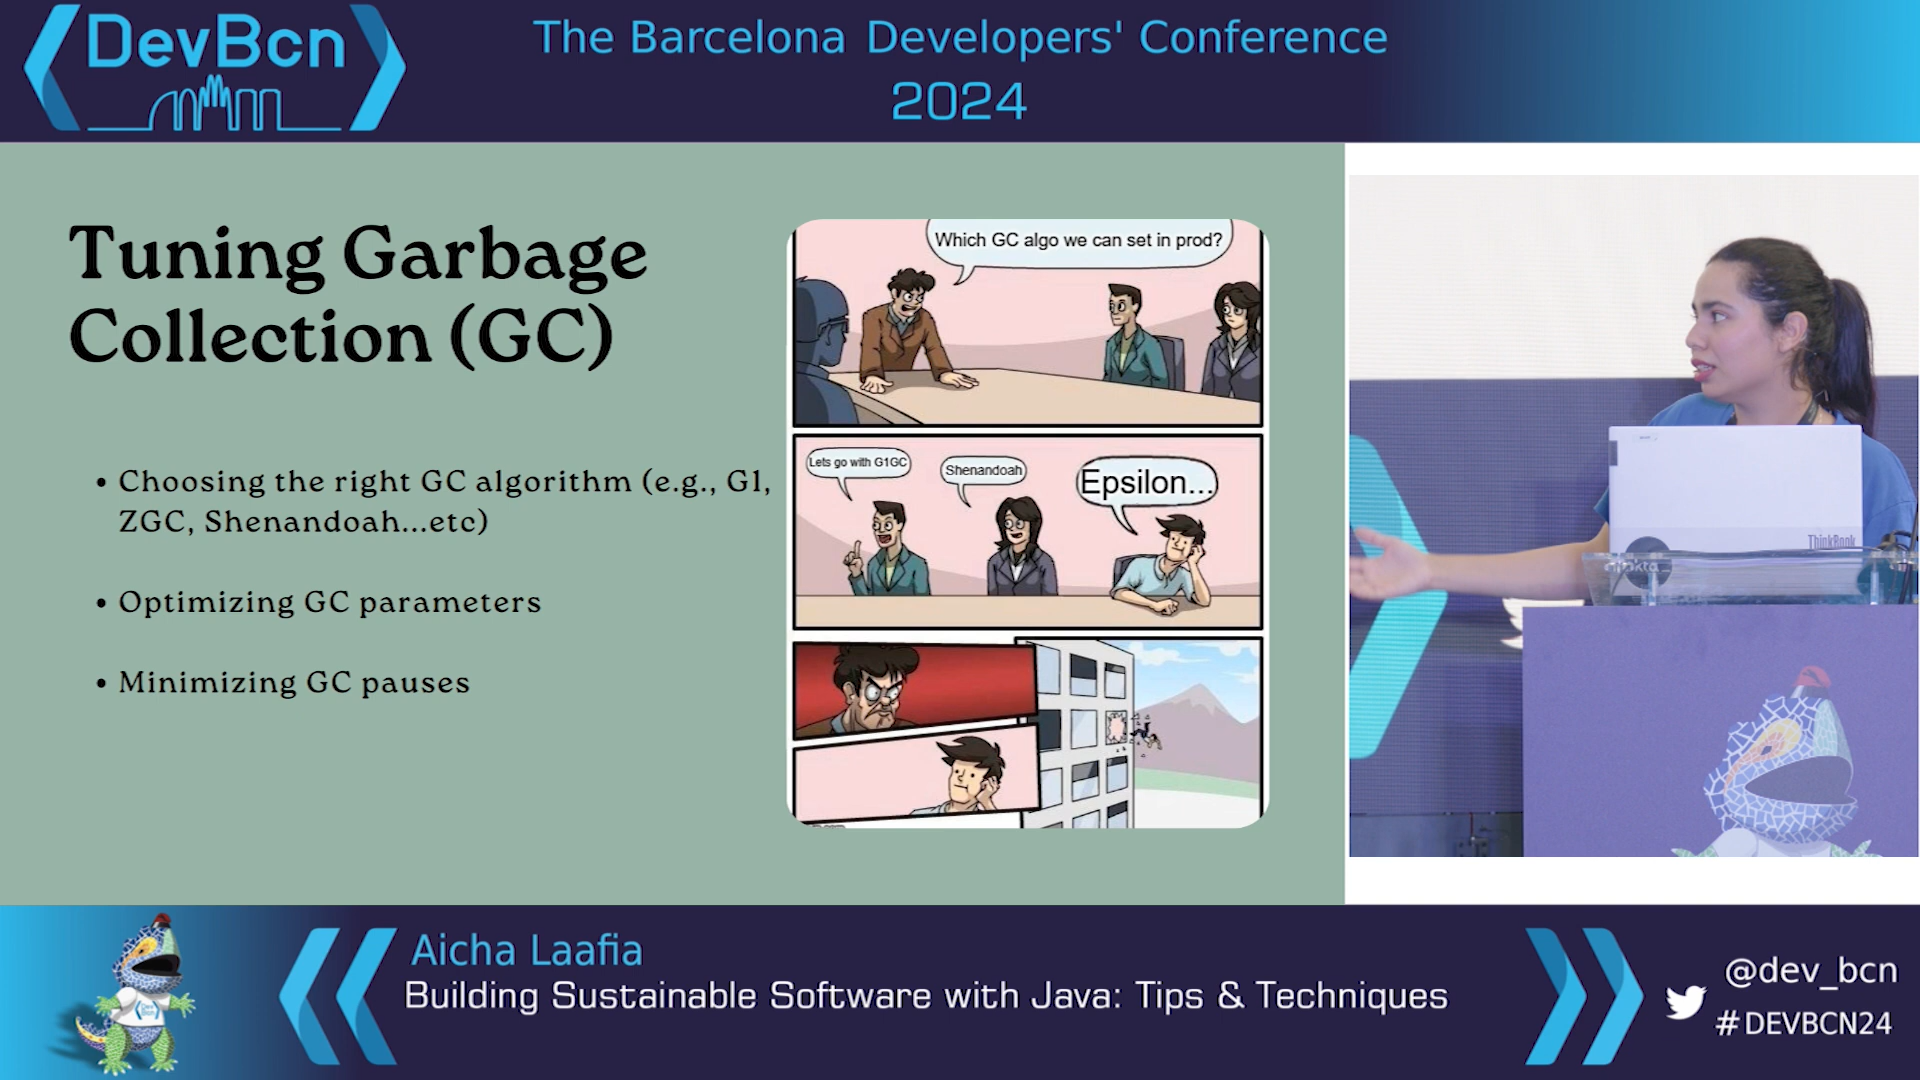 DevBcn
The Barcelona Developers' Conference
2024
Tuning Garbage
Collection (GC)
• Choosing the right GC algorithm (e.g., G1,
ZGC, Shenandoah...etc)
• Optimizing GC parameters
• Minimizing GC pauses
Which GC algo we can set in prod?
Lets go with G1GC
Shenandoah
Epsilon...
ThinkBook
Aicha Laafia
Building Sustainable Software with Java: Tips & Techniques
@dev_bcn
#DEVBCN24